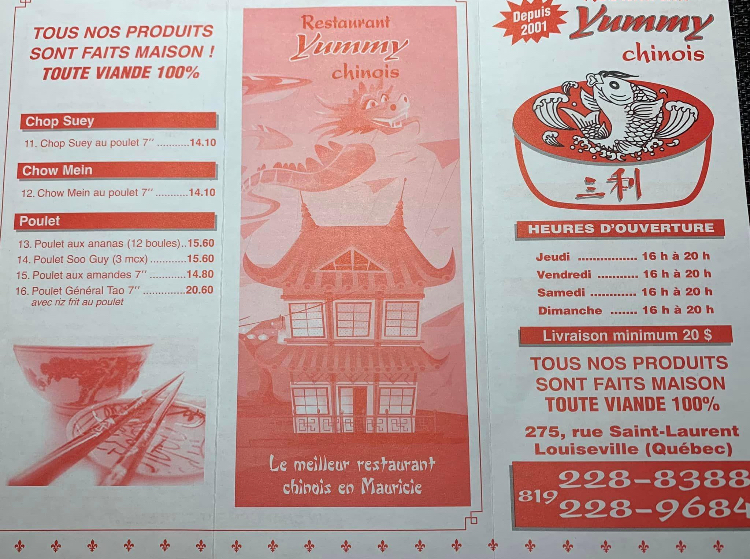 TOUS NOS PRODUITS
SONT FAITS MAISON !
TOUTE VIANDE 100%
Chop Suey
11. Chop Suey au poulet 7'' ...........14.10
Chow Mein
12. Chow Mein au poulet 7'' ...........14.10
Poulet
13. Poulet aux ananas (12 boules)..15.60
14. Poulet Soo Guy (3 mcx) ............15.60
15. Poulet aux amandes 7'' .............14.80
16. Poulet Général Tao 7'' ..............20.60
avec riz frit au poulet
Restaurant
Yummy
chinois
Le meilleur restaurant
chinois en Mauricie
Depuis
2001
Yummy
chinois
三利
HEURES D'OUVERTURE
Jeudi ................ 16 h à 20 h
Vendredi .......... 16 h à 20 h
Samedi ............ 16 h à 20 h
Dimanche ....... 16 h à 20 h
Livraison minimum 20 $
TOUS NOS PRODUITS
SONT FAITS MAISON
TOUTE VIANDE 100%
275, rue Saint-Laurent
Louiseville (Québec)
819 228-8388
228-9684